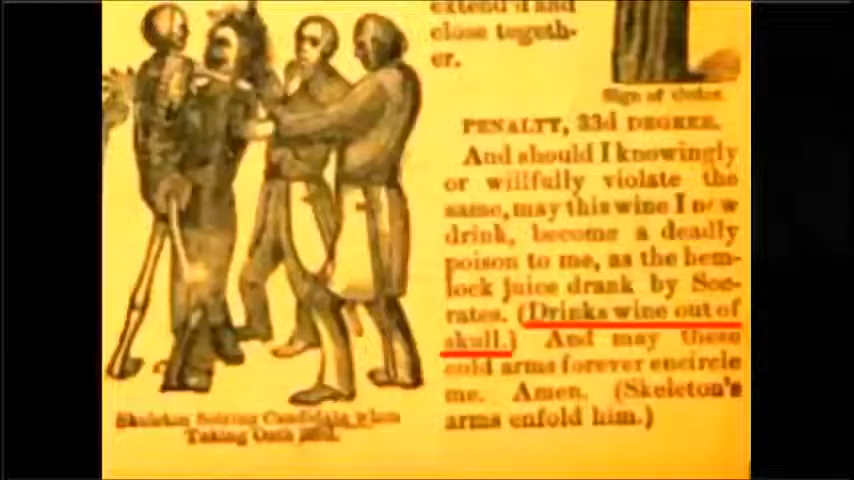 extend'd and
close togeth-
er.
Sign of Order.
PENALTY, 33d DEGREE.
And should I knowingly
or willfully violate the
same, may this wine I now
drink, become a deadly
poison to me, as the hem-
lock juice drank by Soc-
rates. (Drinks wine out of
skull.) And may these
cold arms forever encircle
me. Amen. (Skeleton's
arms enfold him.)
Skeleton Seizing Candidate when
Taking Oath 33d.